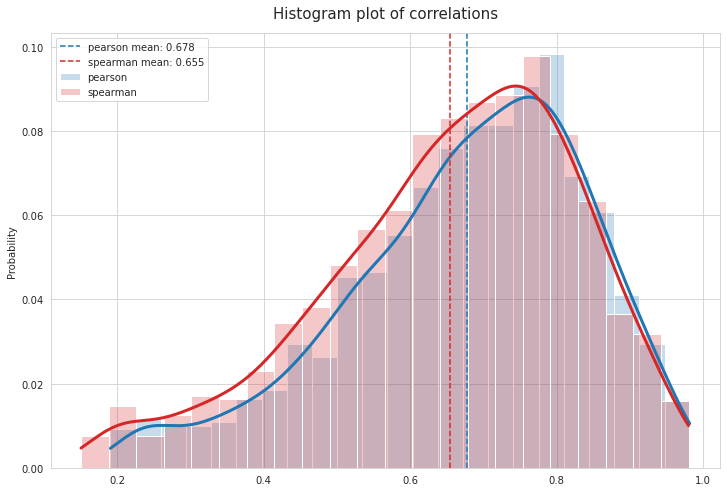 Histogram plot of correlations
pearson mean: 0.678
spearman mean: 0.655
pearson
spearman
Probability
0.10
0.08
0.06
0.04
0.02
0.00
0.2
0.4
0.6
0.8
1.0